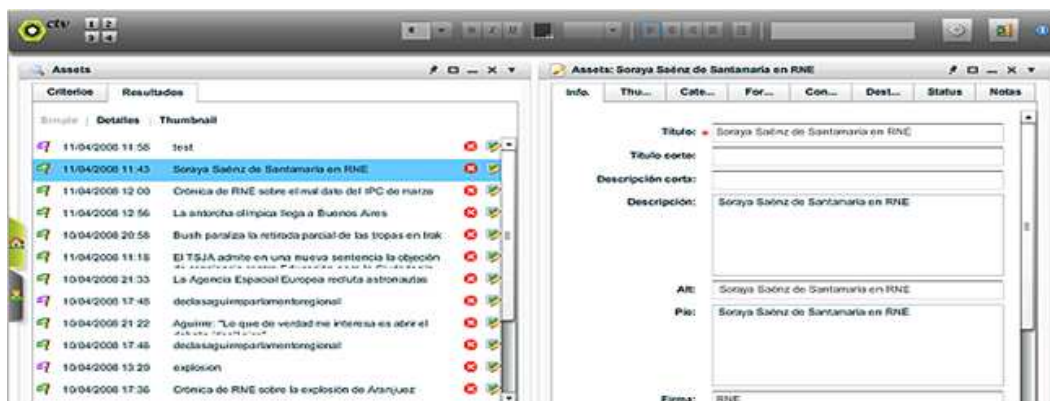 etv 1 2
3 4
Assets
Criterios Resultados
Simple | Detalles | Thumbnail
11/04/2008 11:58 test
11/04/2008 11:43 Soraya Saénz de Santamaria en RNE
11/04/2008 12:00 Crónica de RNE sobre el mal dato del IPC de marzo
11/04/2008 12:56 La antorcha olímpica llega a Buenos Aires
10/04/2008 20:58 Bush paraliza la retirada parcial de las tropas en Irak
11/04/2008 11:18 El TSJA admite en una nueva sentencia la objeción
10/04/2008 21:33 La Agencia Espacial Europea recluta astronautas
10/04/2008 17:48 declasaguirreparlamentoregional
10/04/2008 21:22 Aguirre: "Lo que de verdad me interesa es abrir el
10/04/2008 17:46 declasaguirreparlamentoregional
10/04/2008 13:20 explosion
10/04/2008 17:36 Crónica de RNE sobre la explosión de Aranjuez
Assets: Soraya Saénz de Santamaria en RNE
Info. Thu... Cate... For... Con... Dest... Status Notas
Título: Soraya Saénz de Santamaria en RNE
Título corto:
Descripción corta:
Descripción: Soraya Saénz de Santamaria en RNE
Alt: Soraya Saénz de Santamaria en RNE
Pie: Soraya Saénz de Santamaria en RNE
Firma: RNE